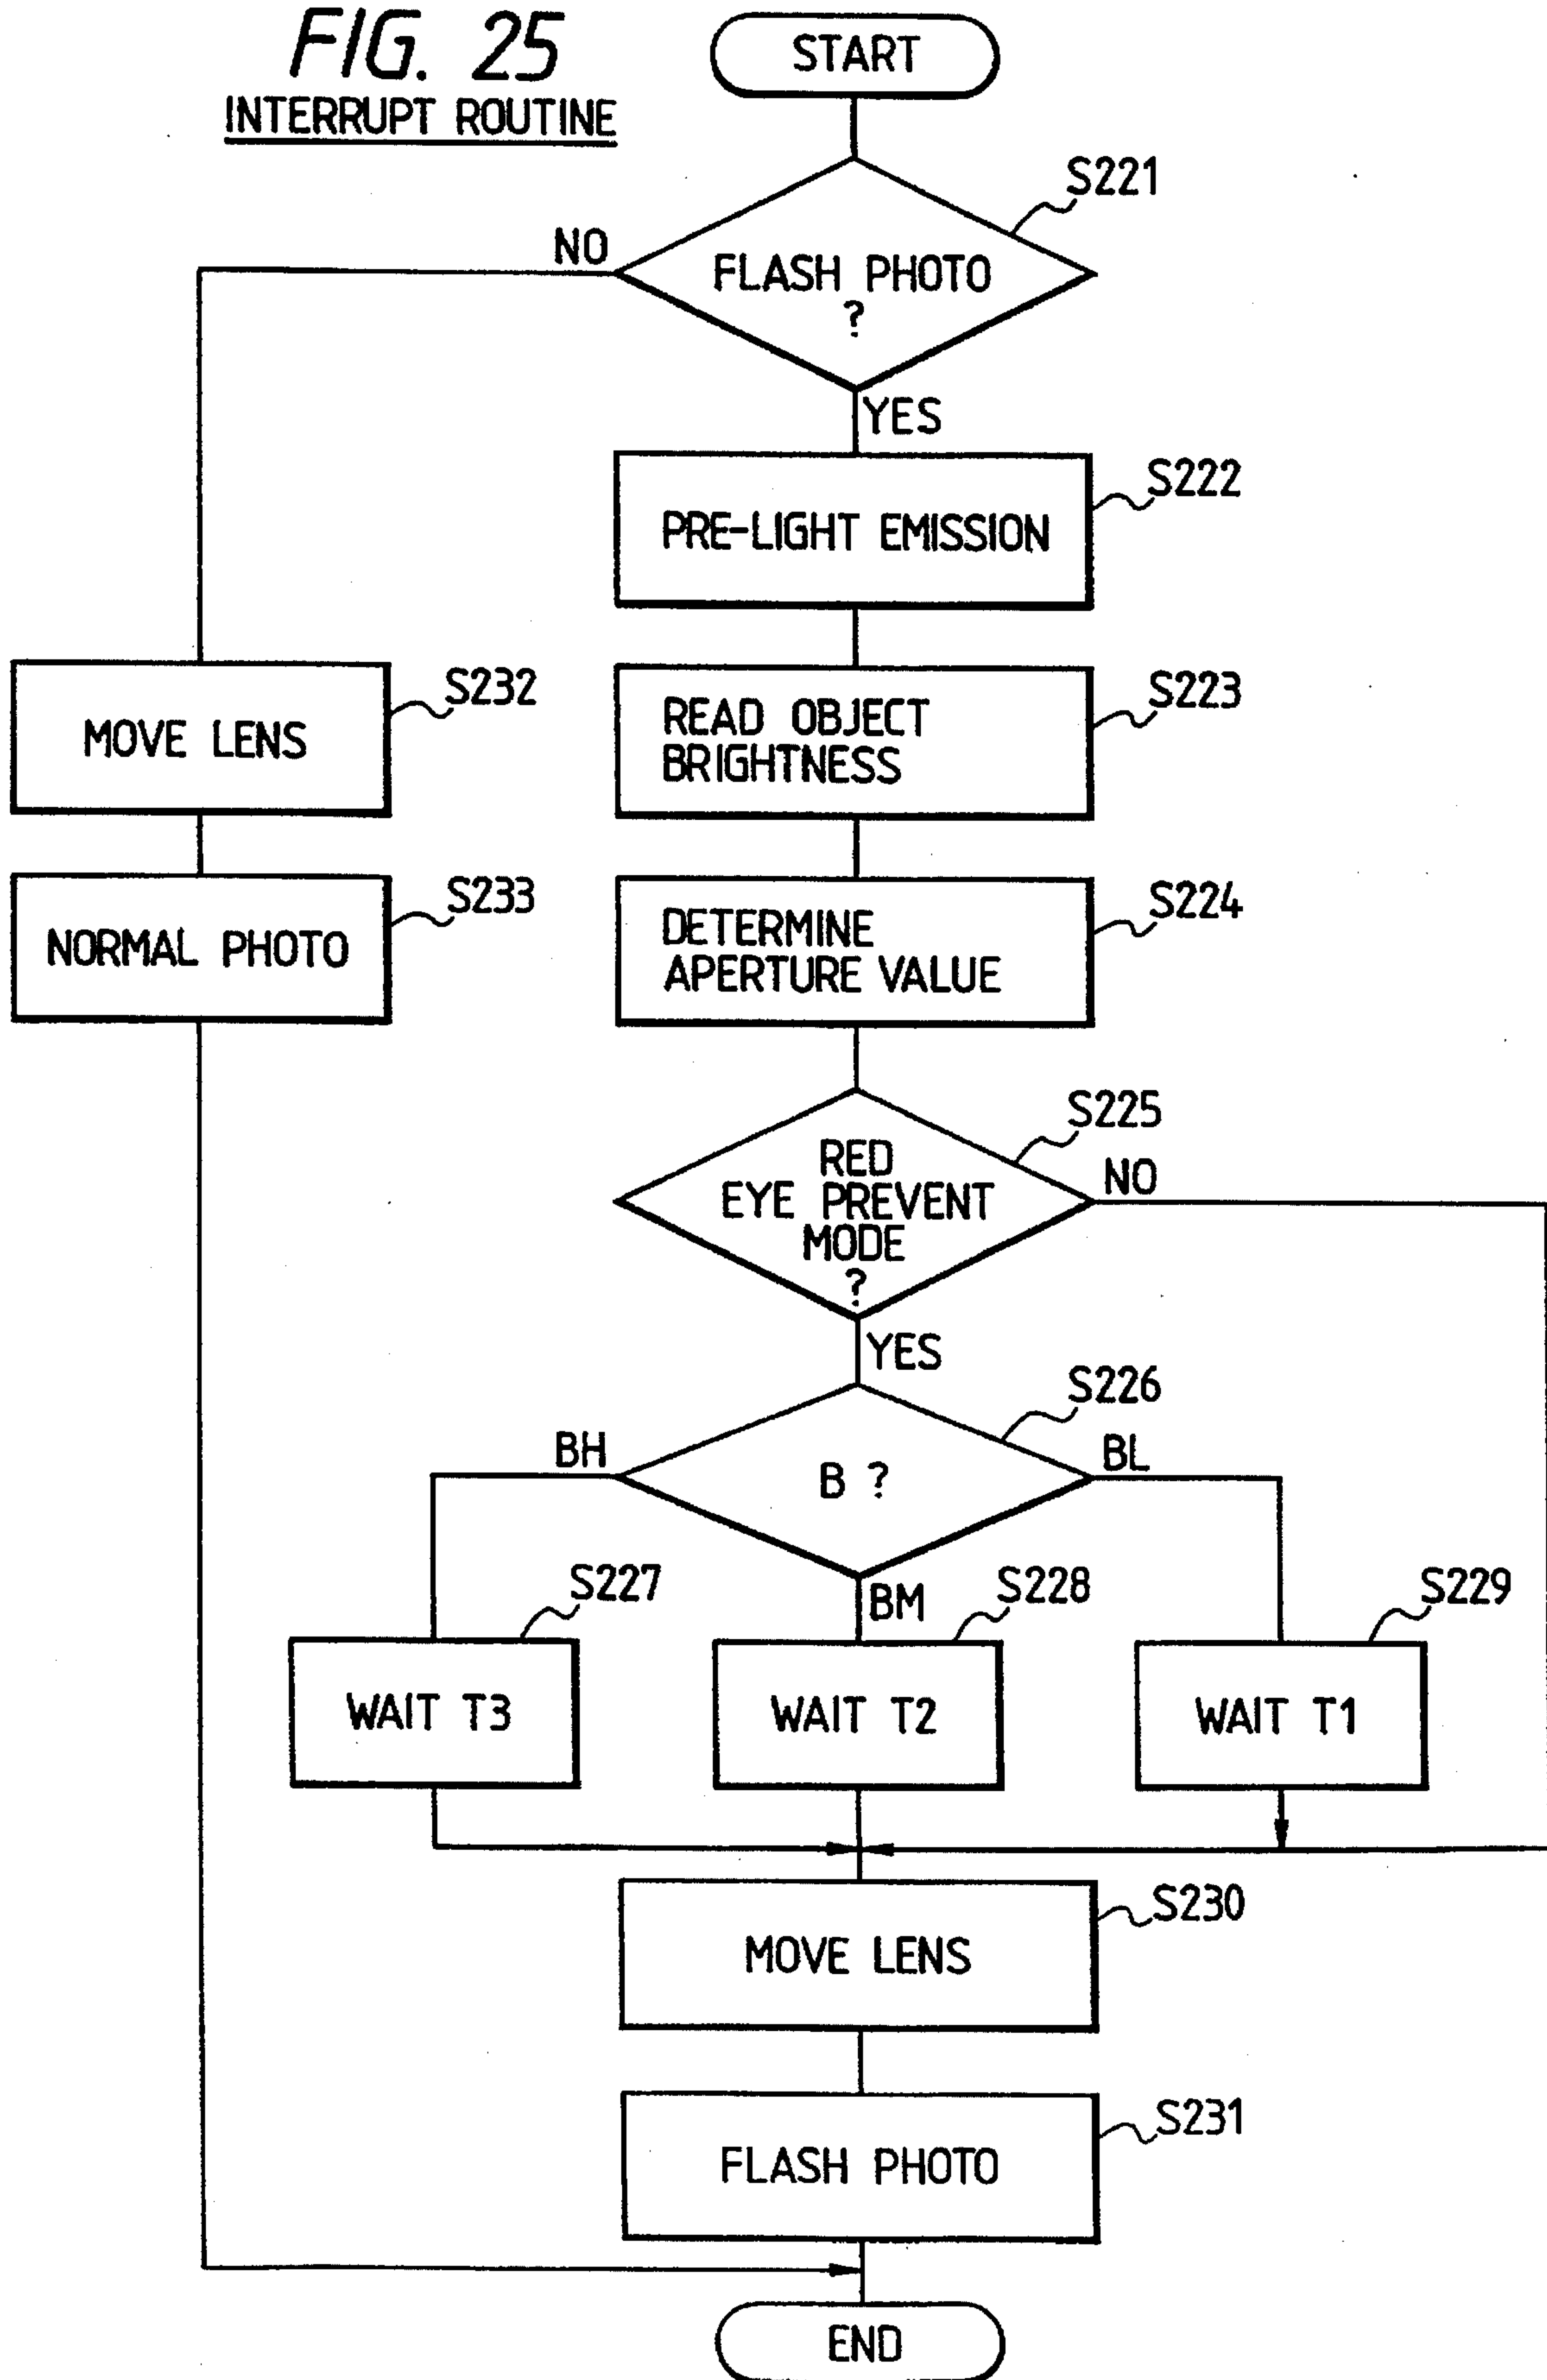 FIG. 25
INTERRUPT ROUTINE
START
S221
NO
FLASH PHOTO
?
YES
S222
PRE-LIGHT EMISSION
S232
MOVE LENS
S223
READ OBJECT
BRIGHTNESS
S233
NORMAL PHOTO
S224
DETERMINE
APERTURE VALUE
S225
RED
EYE PREVENT
MODE
?
NO
YES
S226
BH
B ?
BL
BM
S227
WAIT T3
S228
WAIT T2
S229
WAIT T1
S230
MOVE LENS
S231
FLASH PHOTO
END